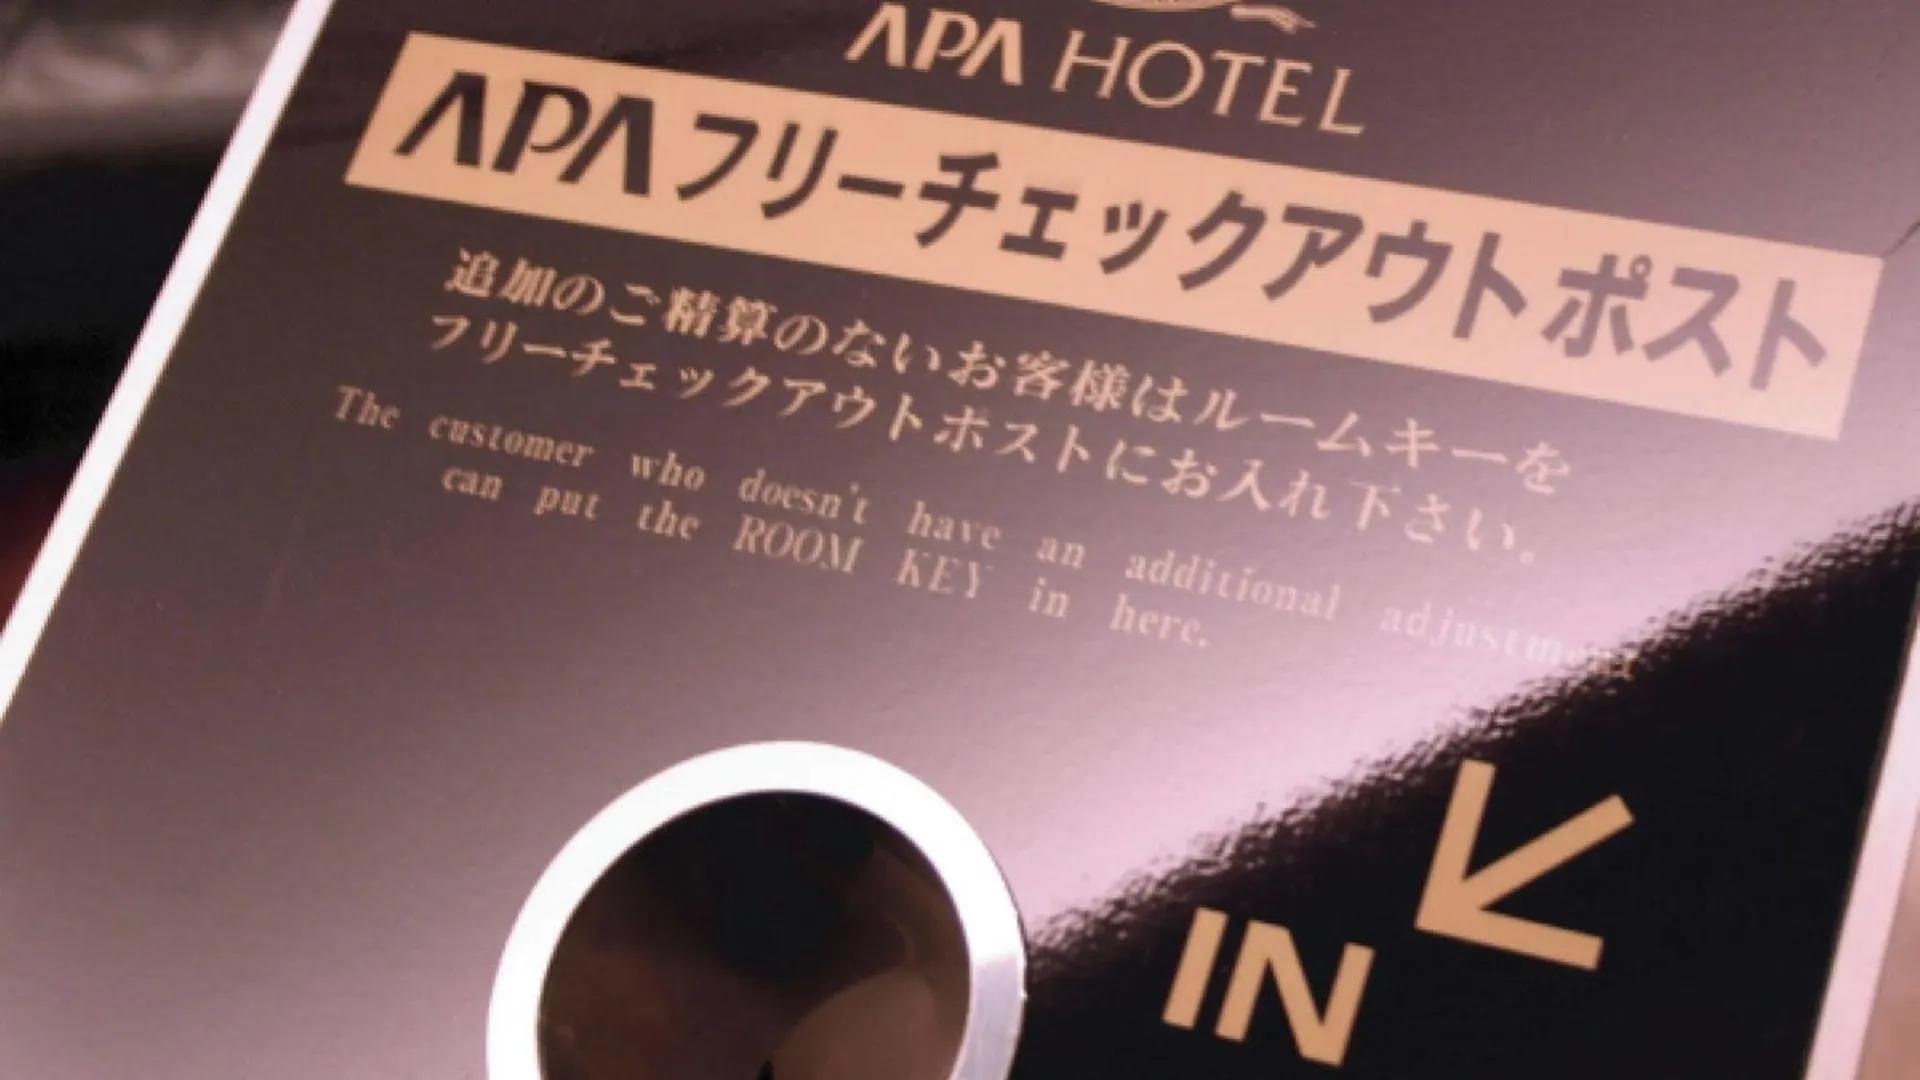 APA HOTEL
APAフリーチェックアウトポスト
追加のご精算のないお客様はルームキーを
フリーチェックアウトポストにお入れ下さい。
The customer who doesn't have an additional adjustment
can put the ROOM KEY in here.
IN